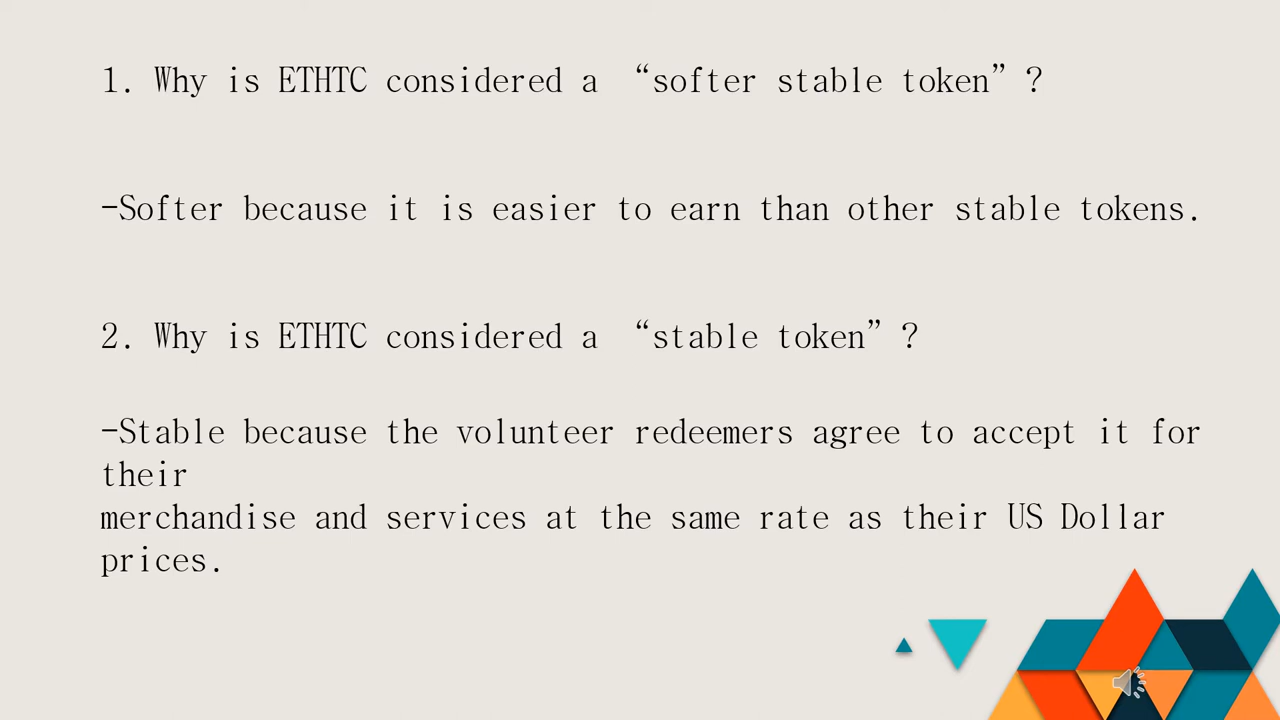 1. Why is ETHTC considered a “softer stable token”?
-Softer because it is easier to earn than other stable tokens.
2. Why is ETHTC considered a “stable token”?
-Stable because the volunteer redeemers agree to accept it for
their
merchandise and services at the same rate as their US Dollar
prices.